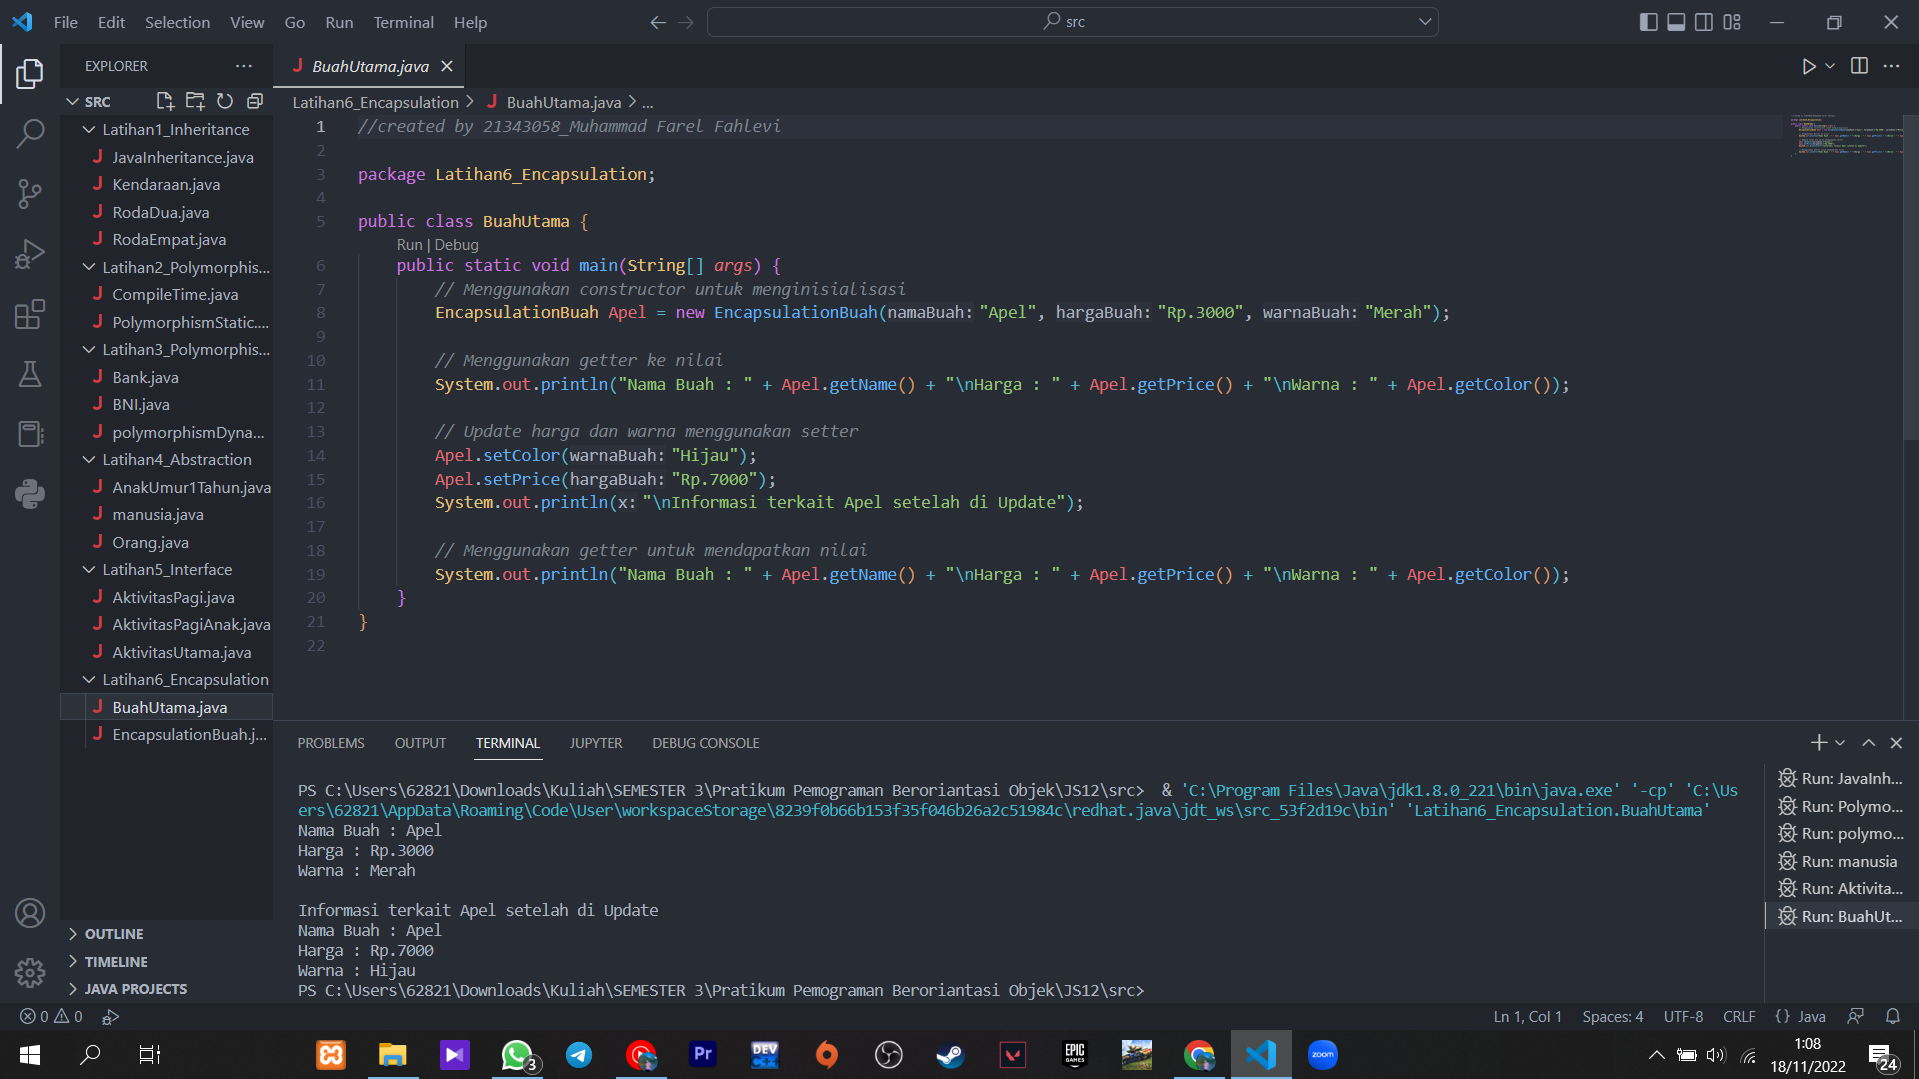 File Edit Selection View Go Run Terminal Help
src
EXPLORER
BuahUtama.java
SRC
Latihan1_Inheritance
JavaInheritance.java
Kendaraan.java
RodaDua.java
RodaEmpat.java
Latihan2_Polymorphis...
CompileTime.java
PolymorphismStatic....
Latihan3_Polymorphis...
Bank.java
BNI.java
polymorphismDyna...
Latihan4_Abstraction
AnakUmur1Tahun.java
manusia.java
Orang.java
Latihan5_Interface
AktivitasPagi.java
AktivitasPagiAnak.java
AktivitasUtama.java
Latihan6_Encapsulation
BuahUtama.java
EncapsulationBuah.j...
OUTLINE
TIMELINE
JAVA PROJECTS
Latihan6_Encapsulation > BuahUtama.java > ...
1 //created by 21343058_Muhammad Farel Fahlevi
2
3 package Latihan6_Encapsulation;
4
5 public class BuahUtama {
Run | Debug
6 public static void main(String[] args) {
7 // Menggunakan constructor untuk menginisialisasi
8 EncapsulationBuah Apel = new EncapsulationBuah(namaBuah: "Apel", hargaBuah: "Rp.3000", warnaBuah: "Merah");
9
10 // Menggunakan getter ke nilai
11 System.out.println("Nama Buah : " + Apel.getName() + "\nHarga : " + Apel.getPrice() + "\nWarna : " + Apel.getColor());
12
13 // Update harga dan warna menggunakan setter
14 Apel.setColor(warnaBuah: "Hijau");
15 Apel.setPrice(hargaBuah: "Rp.7000");
16 System.out.println(x: "\nInformasi terkait Apel setelah di Update");
17
18 // Menggunakan getter untuk mendapatkan nilai
19 System.out.println("Nama Buah : " + Apel.getName() + "\nHarga : " + Apel.getPrice() + "\nWarna : " + Apel.getColor());
20 }
21 }
22
PROBLEMS OUTPUT TERMINAL JUPYTER DEBUG CONSOLE
PS C:\Users\62821\Downloads\Kuliah\SEMESTER 3\Pratikum Pemograman Beroriantasi Objek\JS12\src> & 'C:\Program Files\Java\jdk1.8.0_221\bin\java.exe' '-cp' 'C:\Us
ers\62821\AppData\Roaming\Code\User\workspaceStorage\8239f0b66b153f35f046b26a2c51984c\redhat.java\jdt_ws\src_53f2d19c\bin' 'Latihan6_Encapsulation.BuahUtama'
Nama Buah : Apel
Harga : Rp.3000
Warna : Merah
Informasi terkait Apel setelah di Update
Nama Buah : Apel
Harga : Rp.7000
Warna : Hijau
PS C:\Users\62821\Downloads\Kuliah\SEMESTER 3\Pratikum Pemograman Beroriantasi Objek\JS12\src>
Run: JavaInh...
Run: Polymo...
Run: polymo...
Run: manusia
Run: Aktivita...
Run: BuahUt...
0 0
Ln 1, Col 1 Spaces: 4 UTF-8 CRLF {} Java
3
Pr
DEV C++
EPIC GAMES
zoom
1:08
18/11/2022
24